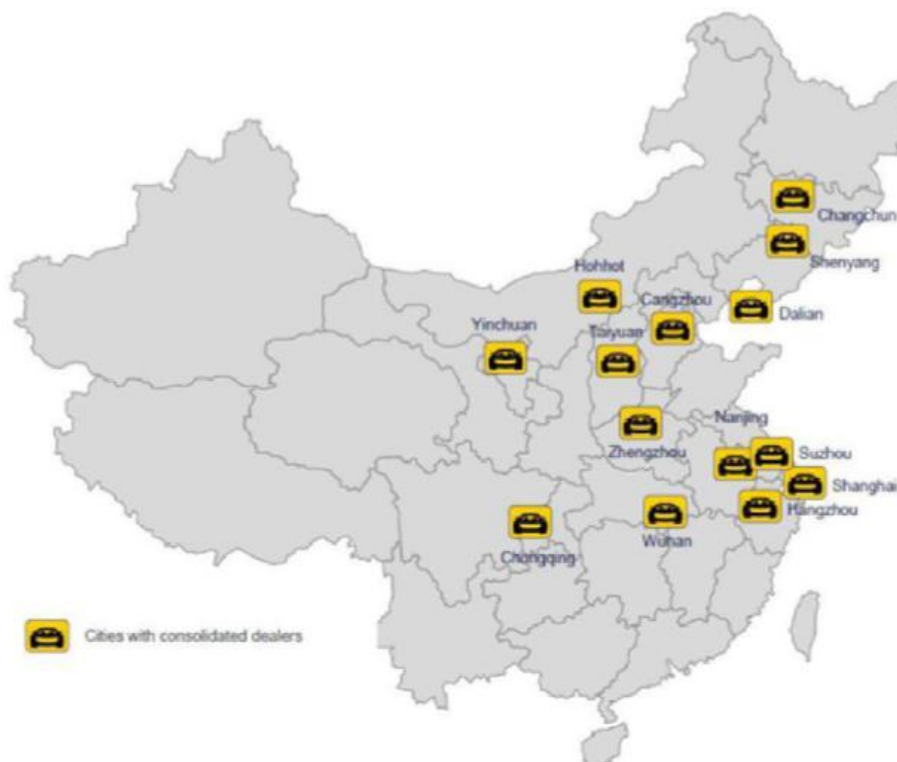 Changchun
Shenyang
Hohhot
Cangzhou
Dalian
Yinchuan
Taiyuan
Nanjing
Zhengzhou
Suzhou
Shanghai
Hangzhou
Wuhan
Chongqing
Cities with consolidated dealers